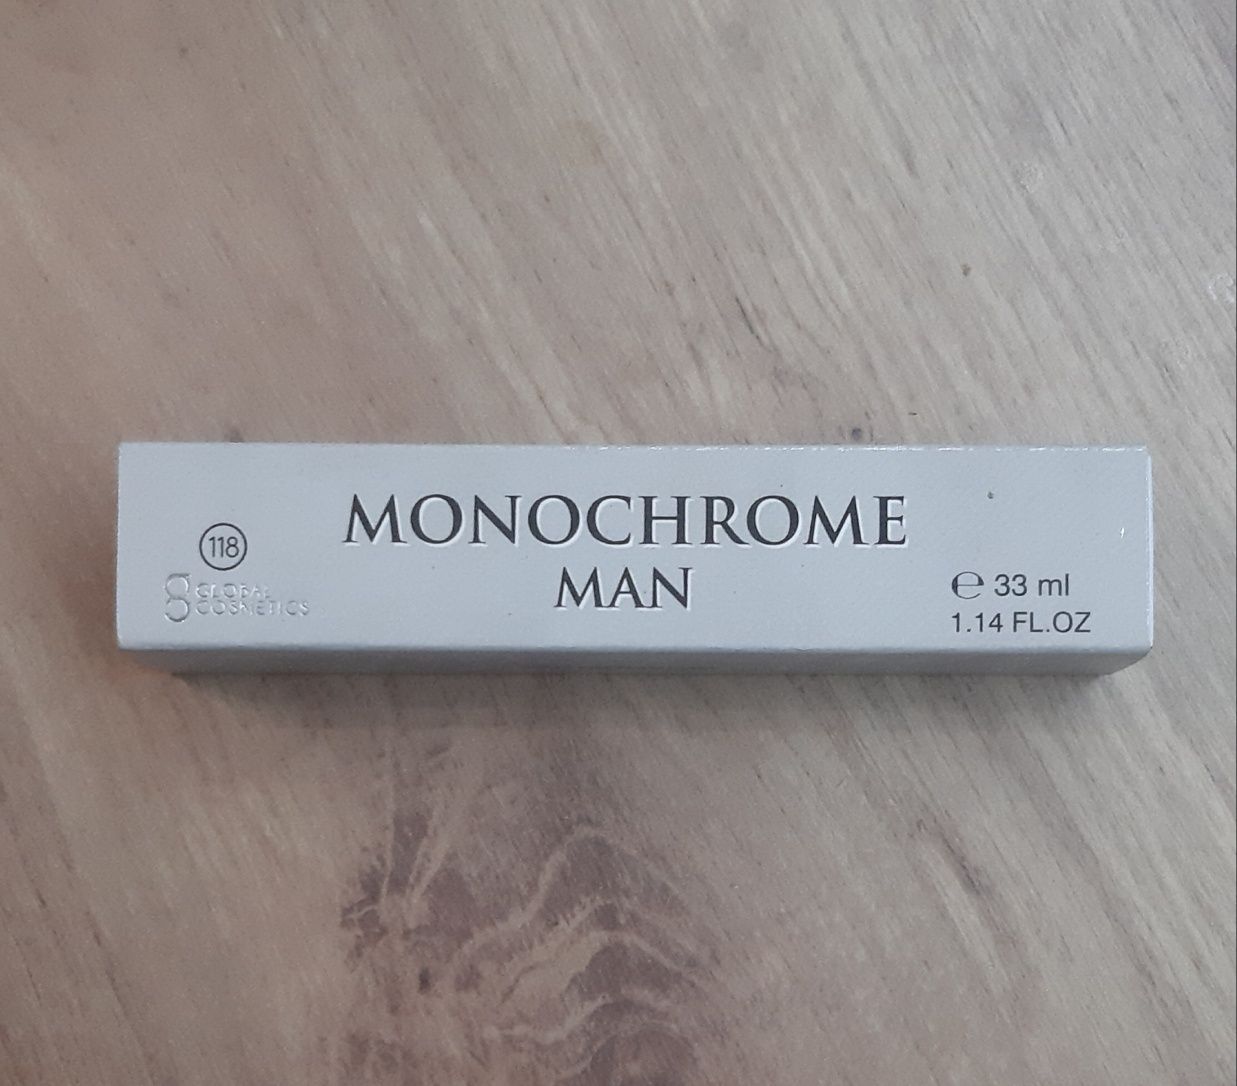 MONOCHROME
MAN
118
GLOBAL
COSMETICS
℮ 33 ml
1.14 FL.OZ